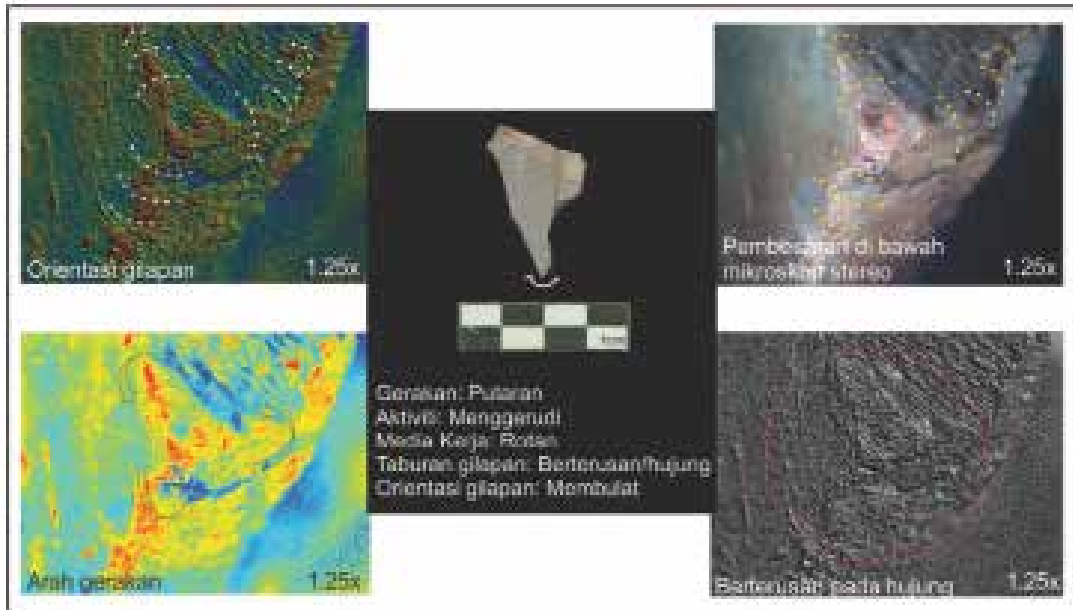 Orientasi gilapan
1.25x
Pembesaran di bawah
mikroskop stereo
1.25x
Gerakan: Putaran
Aktiviti: Menggerudi
Media Kerja: Rotan
Taburan gilapan: Berterusan/hujung
Orientasi gilapan: Membulat
Arah gerakan
1.25x
Berterusan pada hujung
1.25x